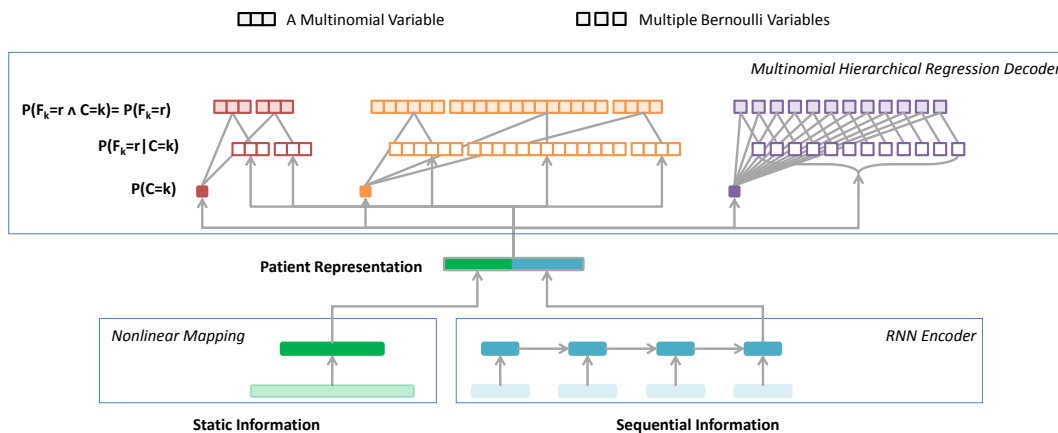 A Multinomial Variable
Multiple Bernoulli Variables
Multinomial Hierarchical Regression Decoder
P(Fk=r ∧ C=k)= P(Fk=r)
P(Fk=r|C=k)
P(C=k)
Patient Representation
Nonlinear Mapping
RNN Encoder
Static Information
Sequential Information